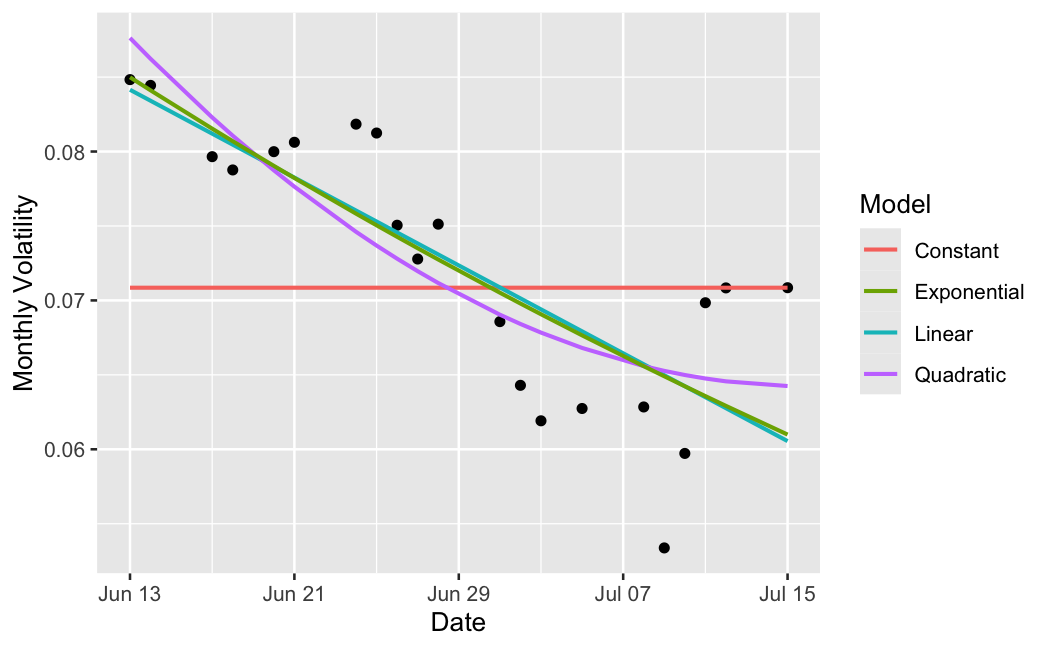 Monthly Volatility
0.08
0.07
0.06
Jun 13
Jun 21
Jun 29
Jul 07
Jul 15
Date
Model
Constant
Exponential
Linear
Quadratic